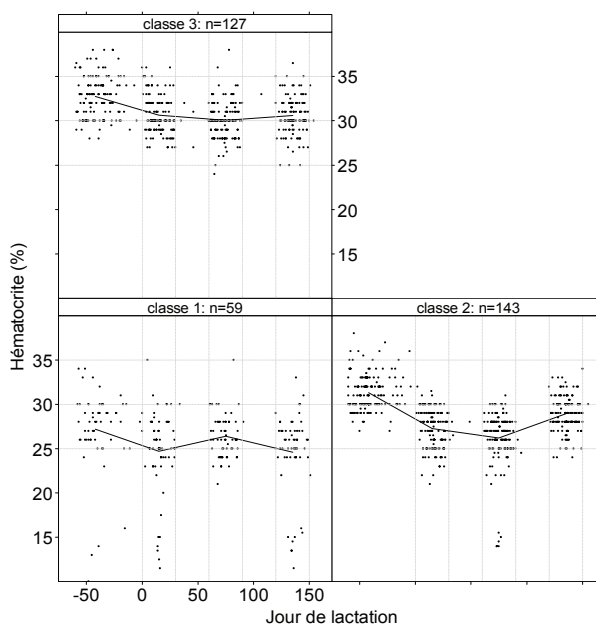 classe 3: n=127
35
30
25
20
15
Hématocrite (%)
classe 1: n=59
classe 2: n=143
35
30
25
20
15
-50 0 50 100 150
Jour de lactation